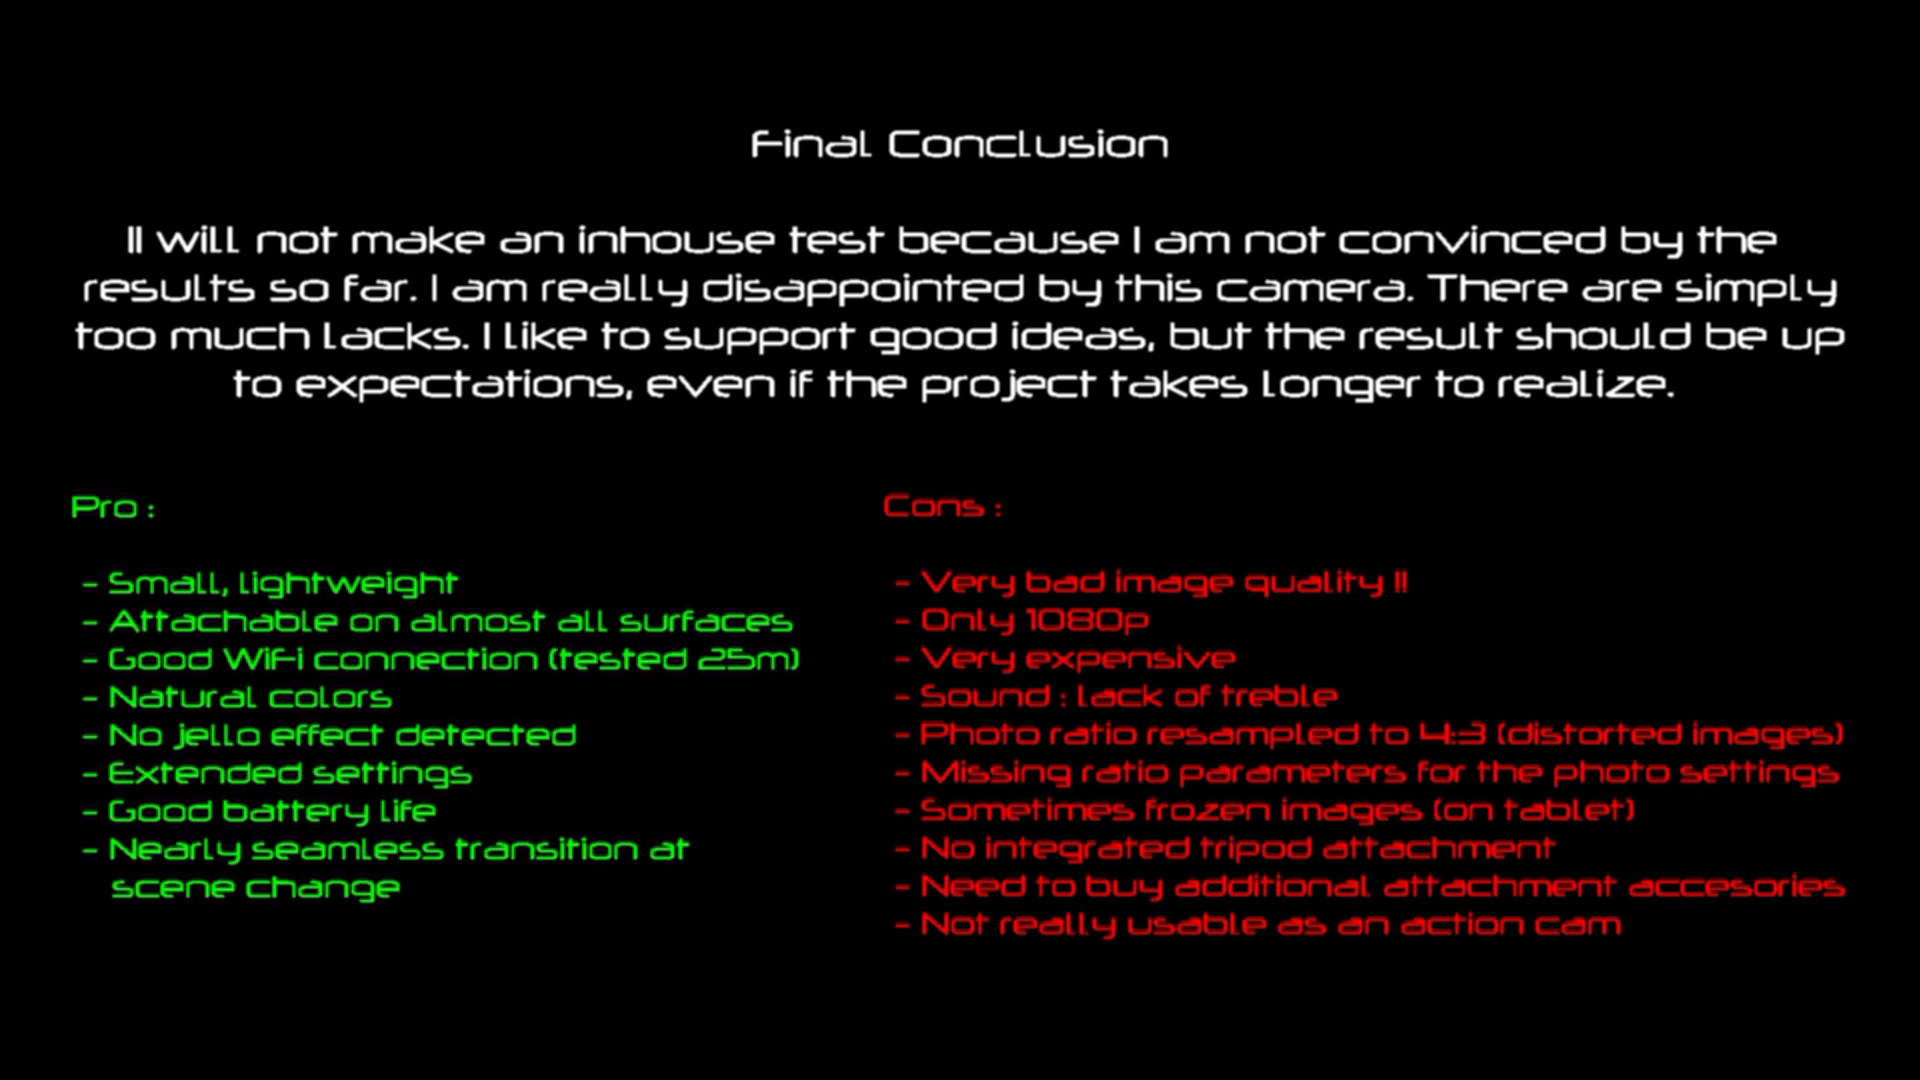 Final Conclusion
II will not make an inhouse test because I am not convinced by the
results so far. I am really disappointed by this camera. There are simply
too much lacks. I like to support good ideas, but the result should be up
to expectations, even if the project takes longer to realize.
Pro :
- Small, lightweight
- Attachable on almost all surfaces
- Good WiFi connection (tested 25m)
- Natural colors
- No jello effect detected
- Extended settings
- Good battery life
- Nearly seamless transition at
scene change
Cons :
- Very bad image quality !!
- Only 1080p
- Very expensive
- Sound : lack of treble
- Photo ratio resampled to 4:3 (distorted images)
- Missing ratio parameters for the photo settings
- Sometimes frozen images (on tablet)
- No integrated tripod attachment
- Need to buy additional attachment accesories
- Not really usable as an action cam